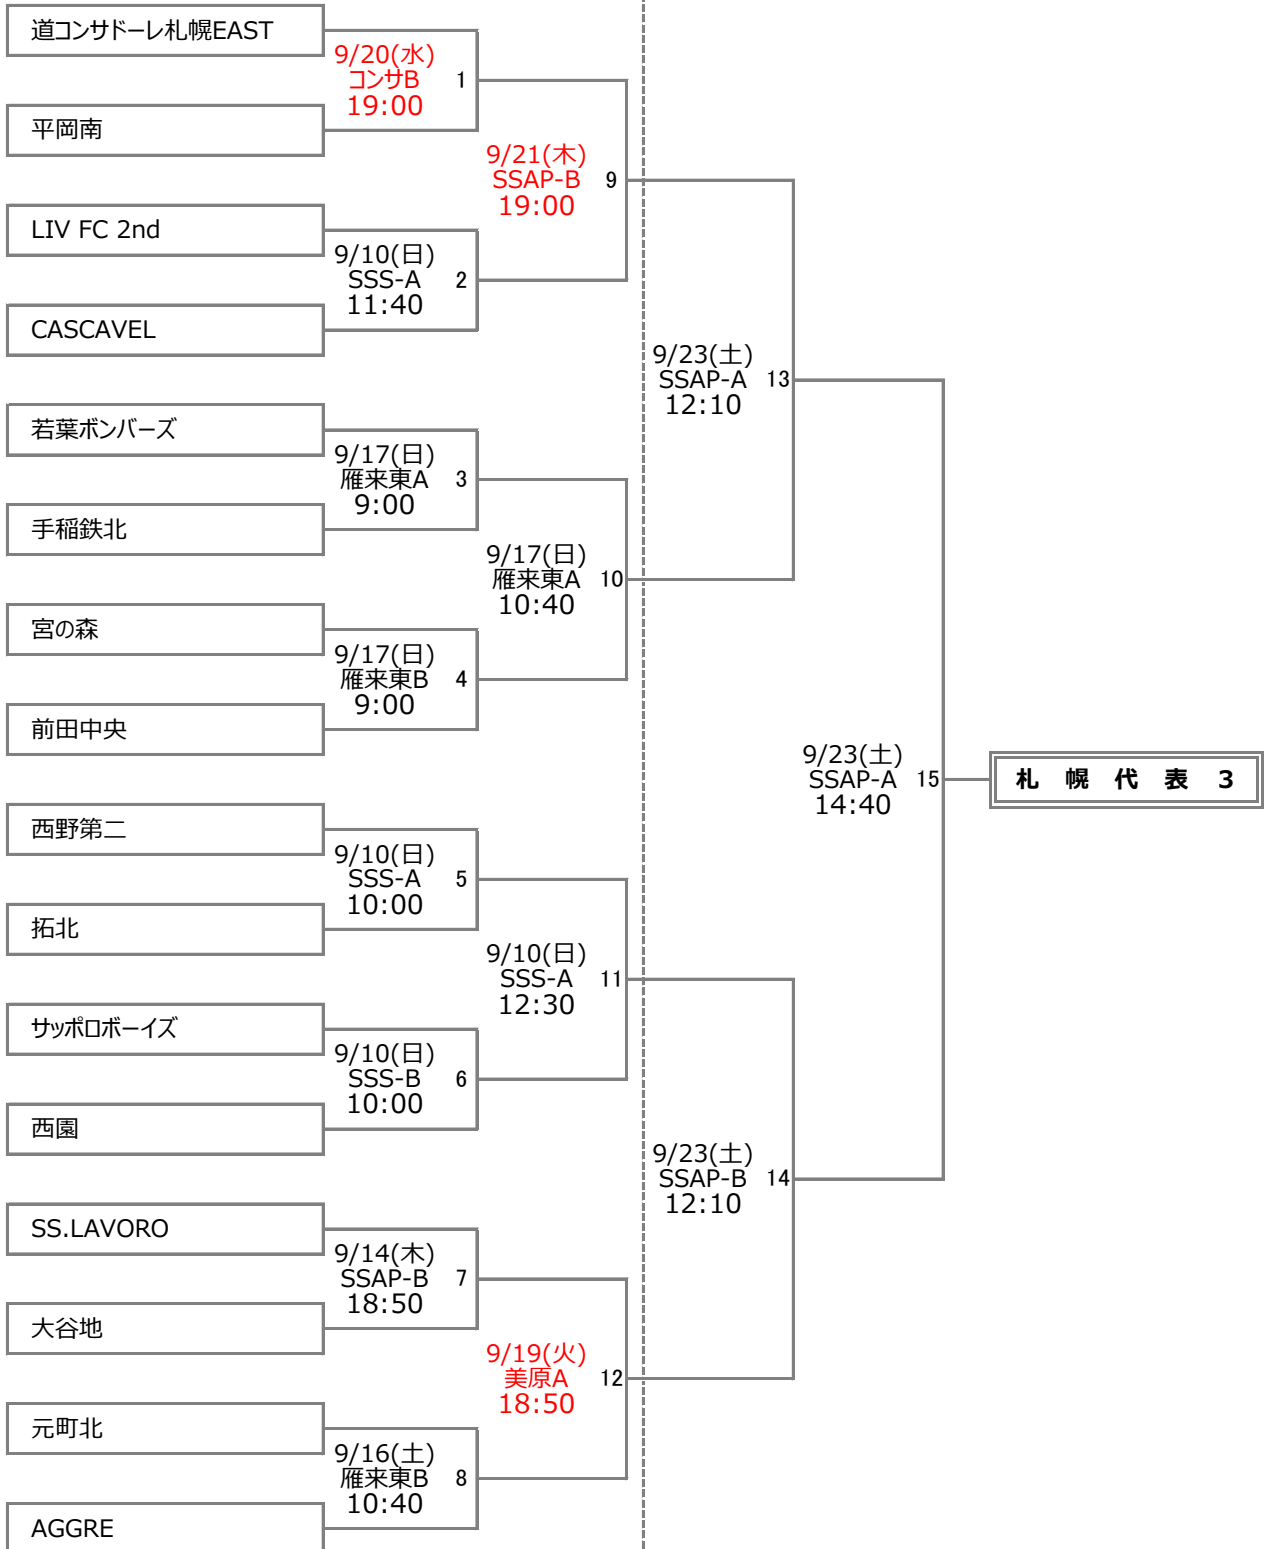 道コンサドーレ札幌EAST
9/20(水)
コンサB
19:00
1
平岡南
9/21(木)
SSAP-B
19:00
9
LIV FC 2nd
9/10(日)
SSS-A
11:40
2
CASCAVEL
9/23(土)
SSAP-A
12:10
13
若葉ボンバーズ
9/17(日)
雁来東A
9:00
3
手稲鉄北
9/17(日)
雁来東A
10:40
10
宮の森
9/17(日)
雁来東B
9:00
4
前田中央
9/23(土)
SSAP-A
14:40
15
札 幌 代 表 3
西野第二
9/10(日)
SSS-A
10:00
5
拓北
9/10(日)
SSS-A
12:30
11
サッポロボーイズ
9/10(日)
SSS-B
10:00
6
西園
9/23(土)
SSAP-B
12:10
14
SS.LAVORO
9/14(木)
SSAP-B
18:50
7
大谷地
9/19(火)
美原A
18:50
12
元町北
9/16(土)
雁来東B
10:40
8
AGGRE